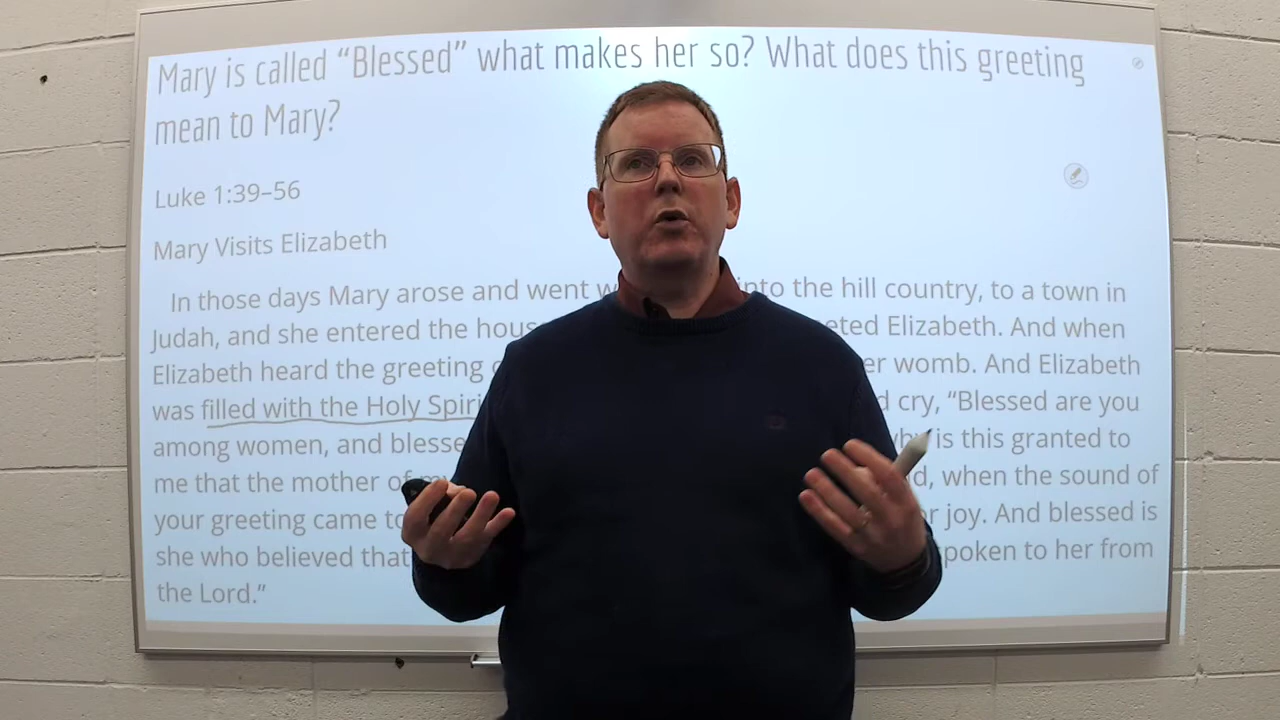 Mary is called “Blessed” what makes her so? What does this greeting
mean to Mary?
Luke 1:39–56
Mary Visits Elizabeth
In those days Mary arose and went into the hill country, to a town in
Judah, and she entered the Elizabeth. And when
Elizabeth heard the greeting womb. And Elizabeth
was filled with the Holy cry, “Blessed are you
among women, and is this granted to
me that the mother when the sound of
your greeting came joy. And blessed is
she who believed that spoken to her from
the Lord.”